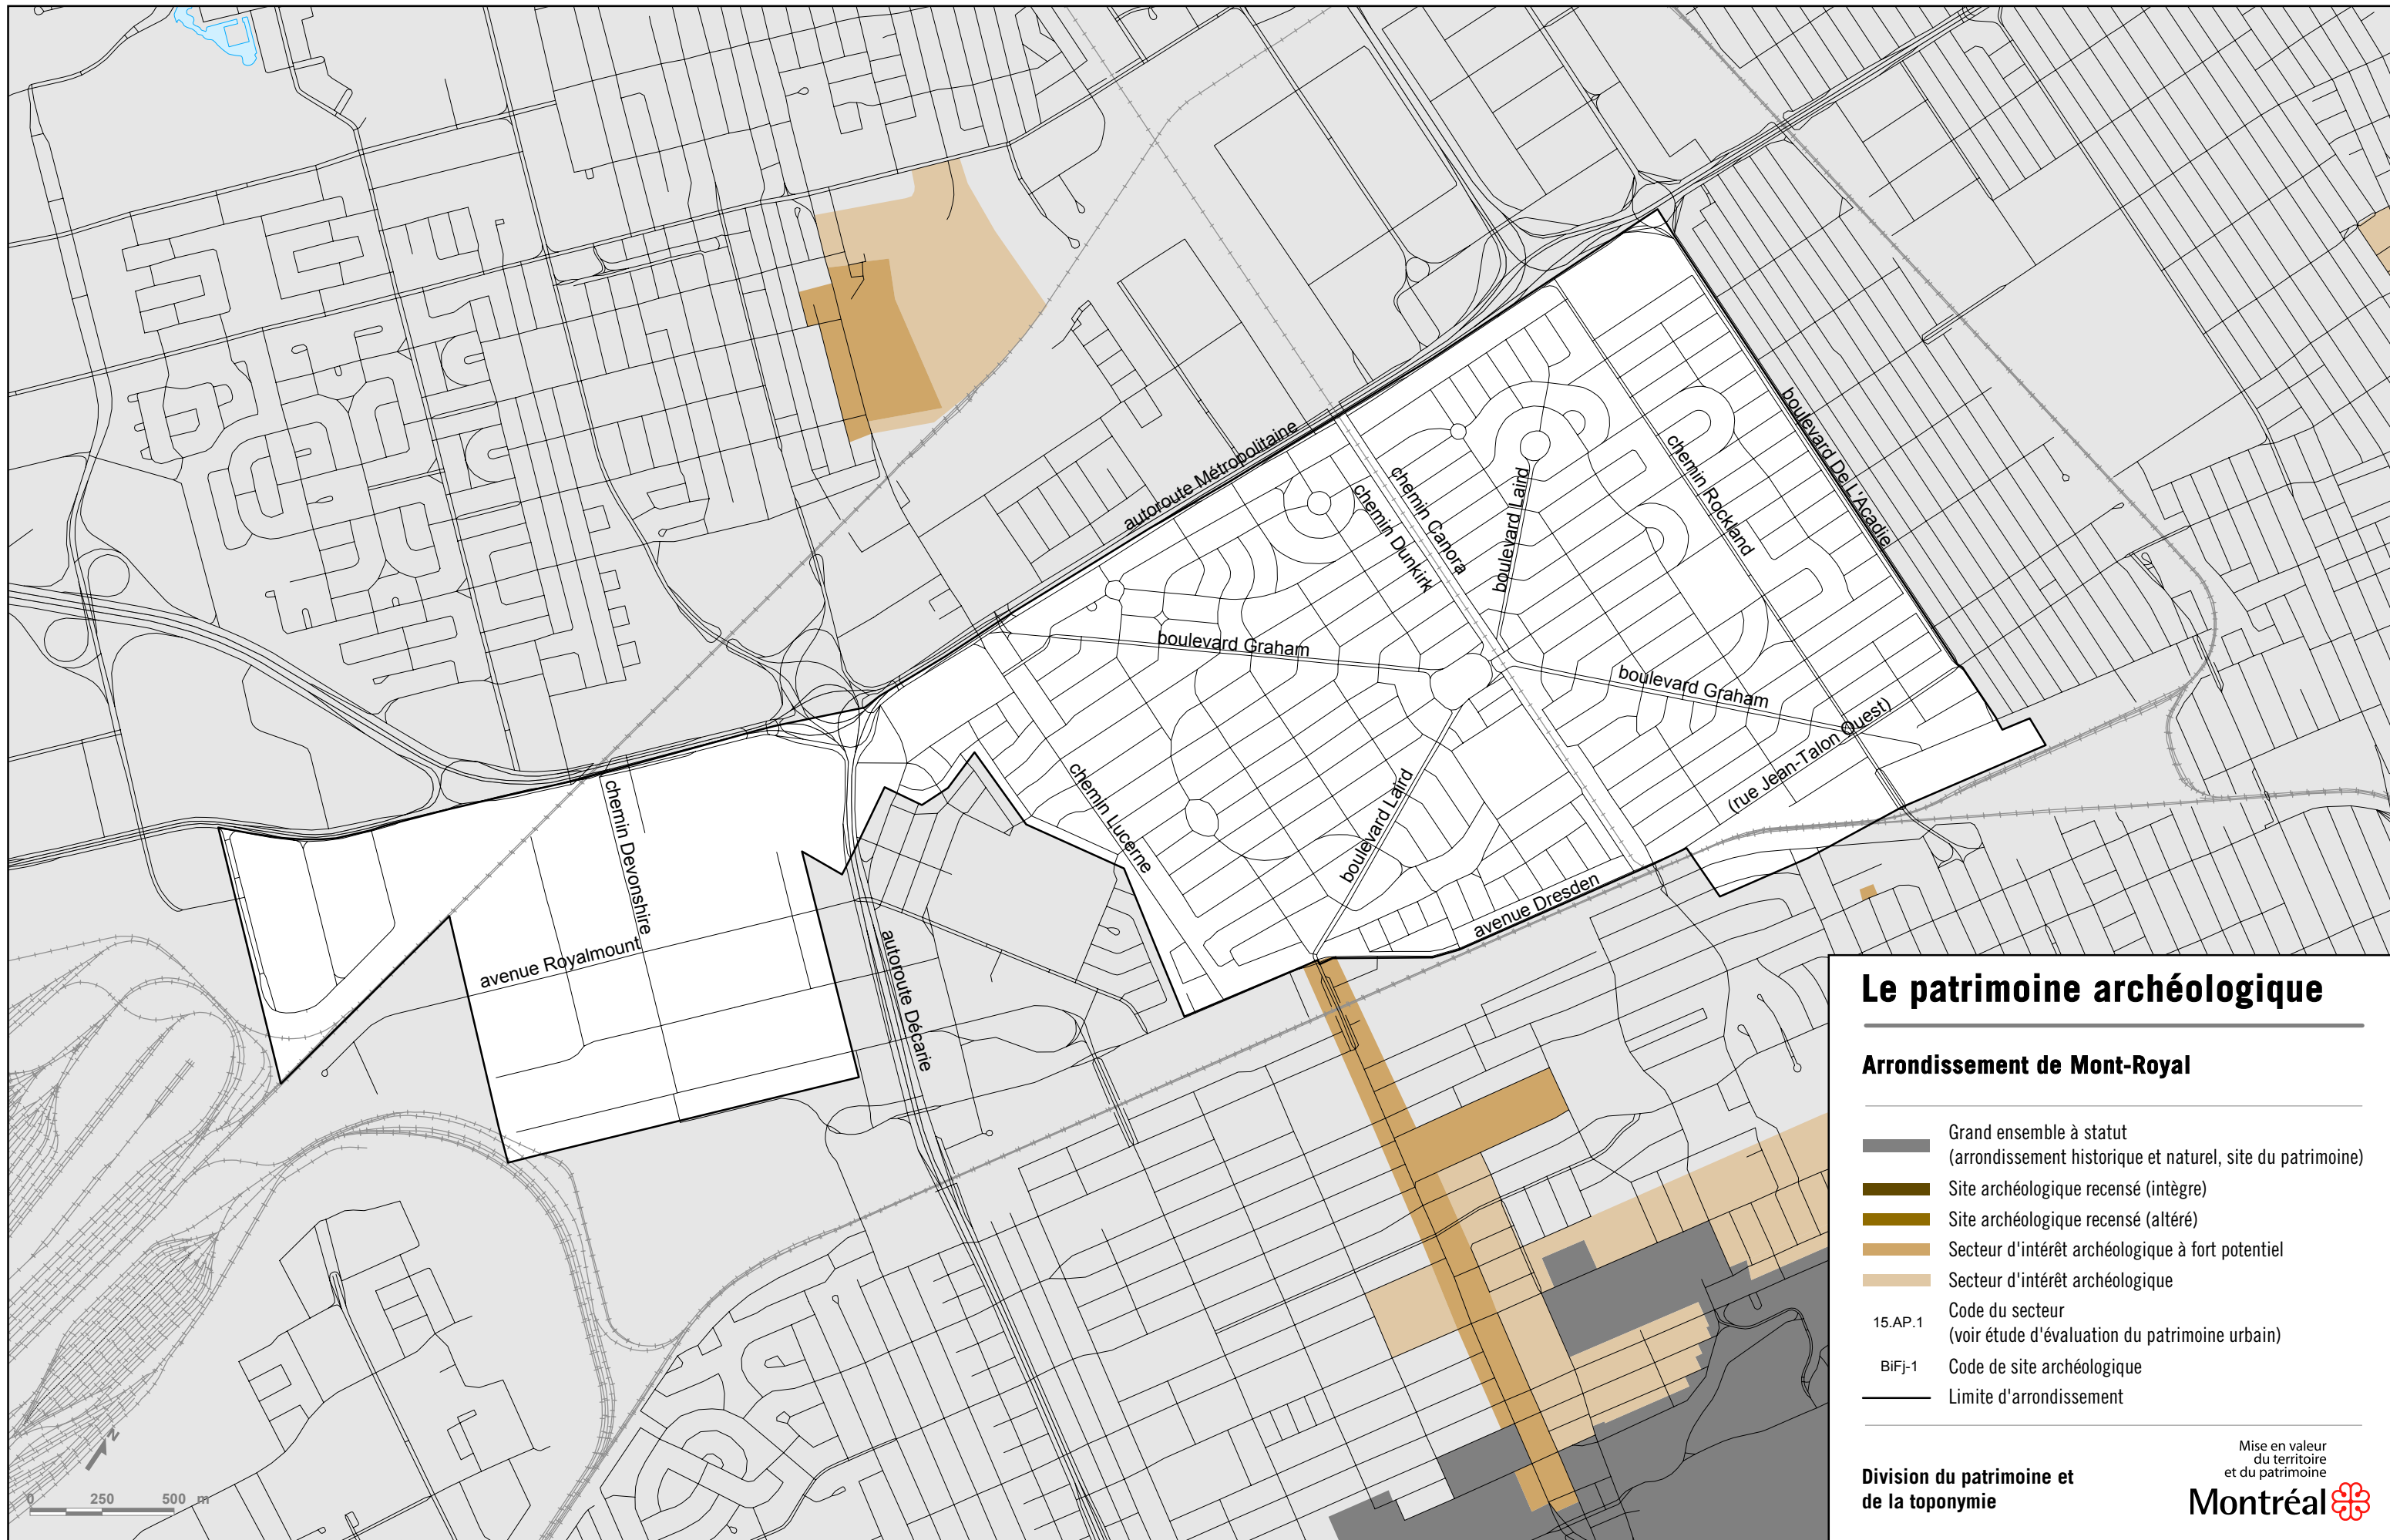 autoroute Métropolitaine
chemin Canora
chemin Dunkirk
boulevard Laird
chemin Rockland
boulevard De L'Acadie
boulevard Graham
boulevard Graham
(rue Jean-Talon Ouest)
chemin Lucerne
boulevard Laird
avenue Dresden
chemin Devonshire
avenue Royalmount
autoroute Décarie
Le patrimoine archéologique
Arrondissement de Mont-Royal
Grand ensemble à statut
(arrondissement historique et naturel, site du patrimoine)
Site archéologique recensé (intègre)
Site archéologique recensé (altéré)
Secteur d'intérêt archéologique à fort potentiel
Secteur d'intérêt archéologique
15.AP.1 Code du secteur
(voir étude d'évaluation du patrimoine urbain)
BiFj-1 Code de site archéologique
Limite d'arrondissement
N
0 250 500 m
Division du patrimoine et
de la toponymie
Mise en valeur
du territoire
et du patrimoine
Montréal